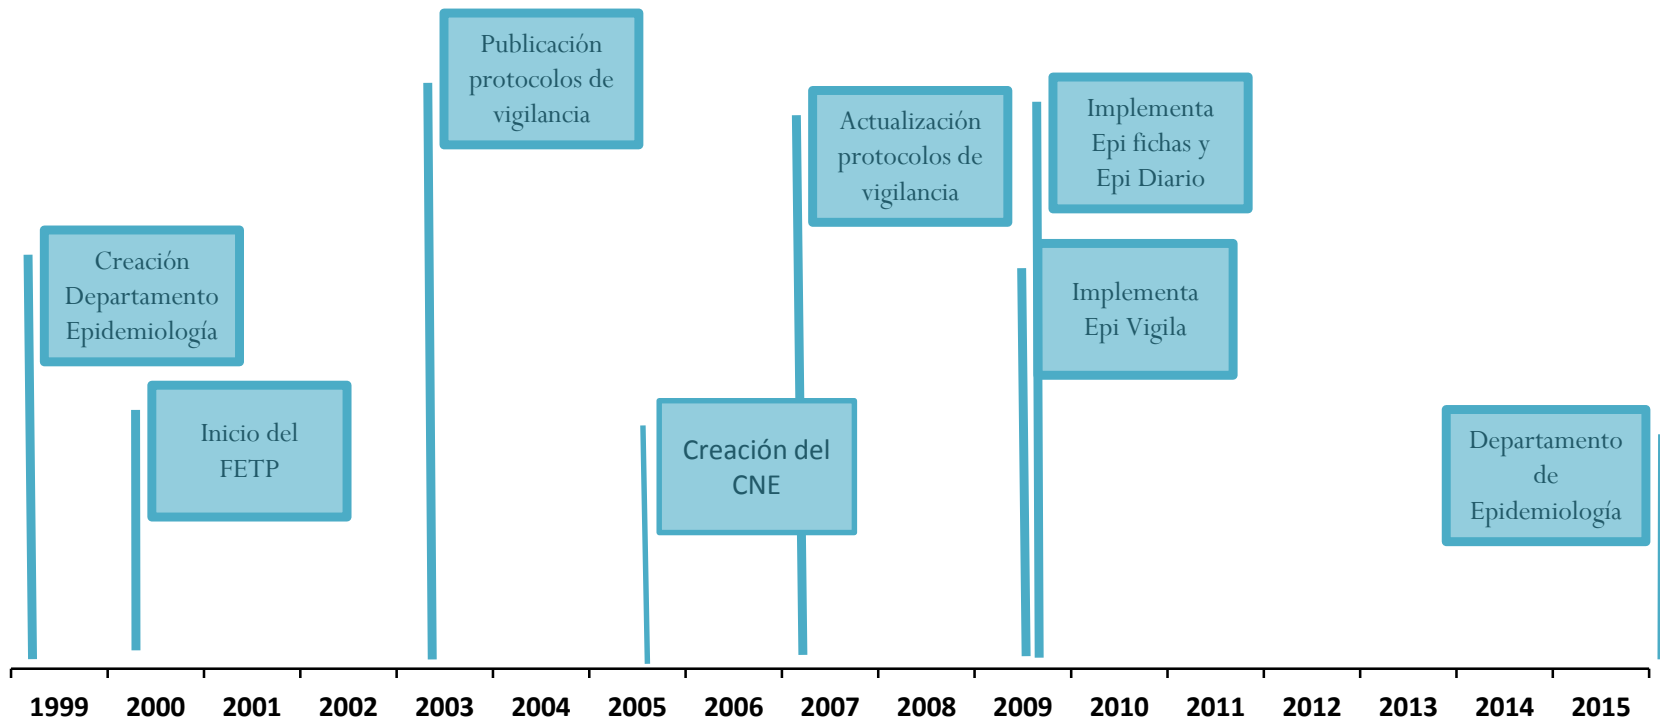 Publicación
protocolos de
vigilancia
Actualización
protocolos de
vigilancia
Implementa
Epi fichas y
Epi Diario
Creación
Departamento
Epidemiología
Implementa
Epi Vigila
Inicio del
FETP
Creación del
CNE
Departamento
de
Epidemiología
1999 2000 2001 2002 2003 2004 2005 2006 2007 2008 2009 2010 2011 2012 2013 2014 2015